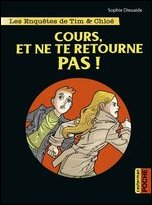 Sophie Dieuaide
Les Enquêtes de Tim & Chloé
COURS,
ET NE TE RETOURNE
PAS !
casterman
POCHE